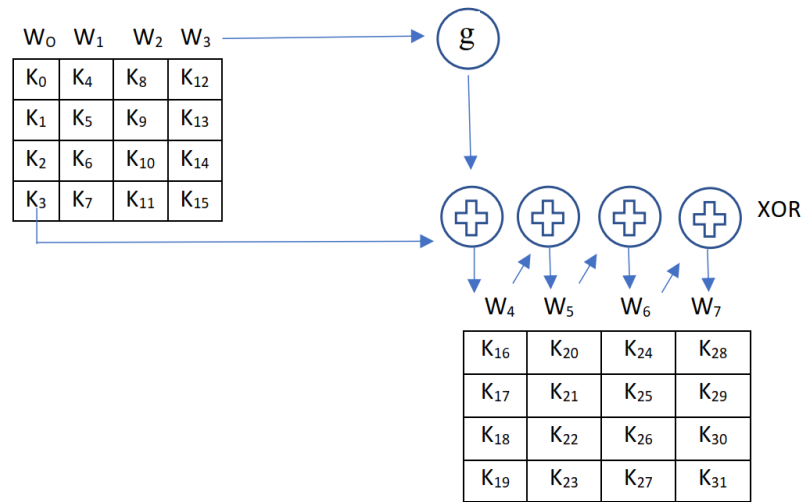 W₀ W₁ W₂ W₃
g
K₀ K₄ K₈ K₁₂
K₁ K₅ K₉ K₁₃
K₂ K₆ K₁₀ K₁₄
K₃ K₇ K₁₁ K₁₅
XOR
W₄ W₅ W₆ W₇
K₁₆ K₂₀ K₂₄ K₂₈
K₁₇ K₂₁ K₂₅ K₂₉
K₁₈ K₂₂ K₂₆ K₃₀
K₁₉ K₂₃ K₂₇ K₃₁